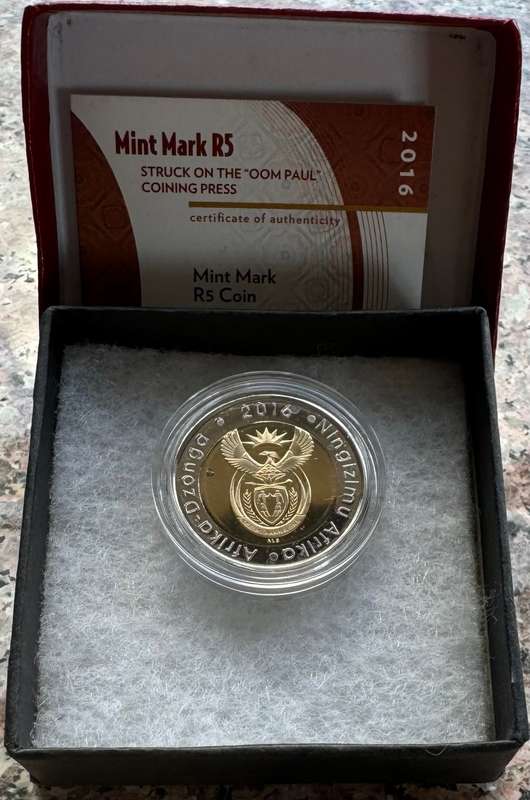 Mint Mark R5
STRUCK ON THE "OOM PAUL"
COINING PRESS
certificate of authenticity
2016
Mint Mark
R5 Coin
Afrika-Dzonga 2016 Ningizimu Afrika
ALS